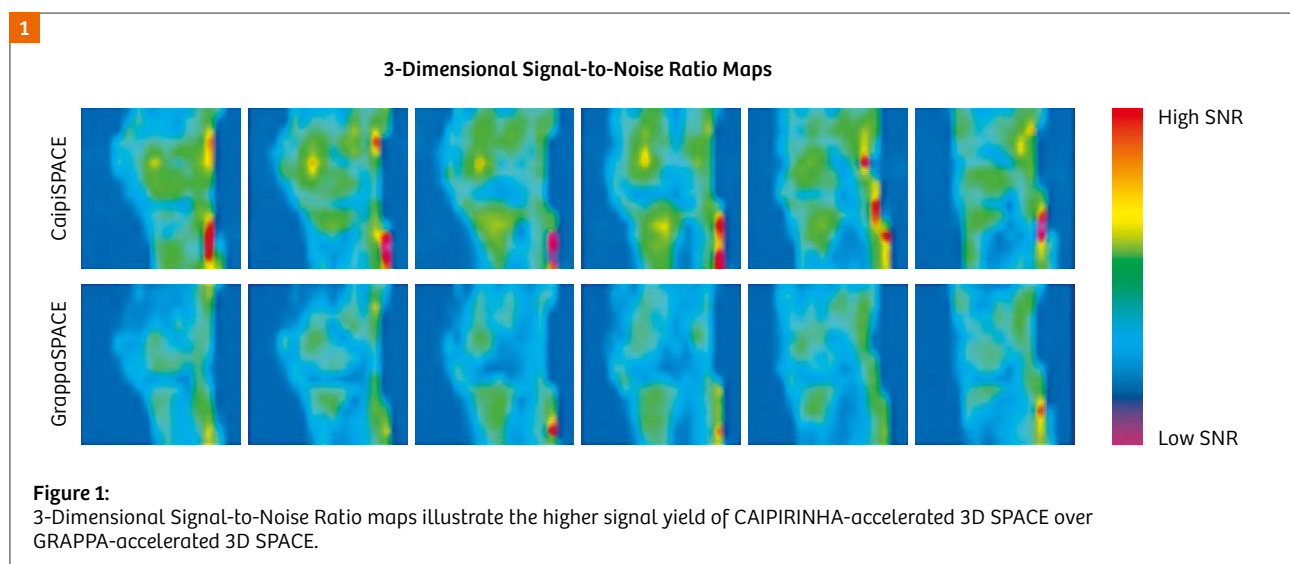 1
3-Dimensional Signal-to-Noise Ratio Maps
CaipiSPACE
High SNR
GrappaSPACE
Low SNR
Figure 1:
3-Dimensional Signal-to-Noise Ratio maps illustrate the higher signal yield of CAIPIRINHA-accelerated 3D SPACE over
GRAPPA-accelerated 3D SPACE.